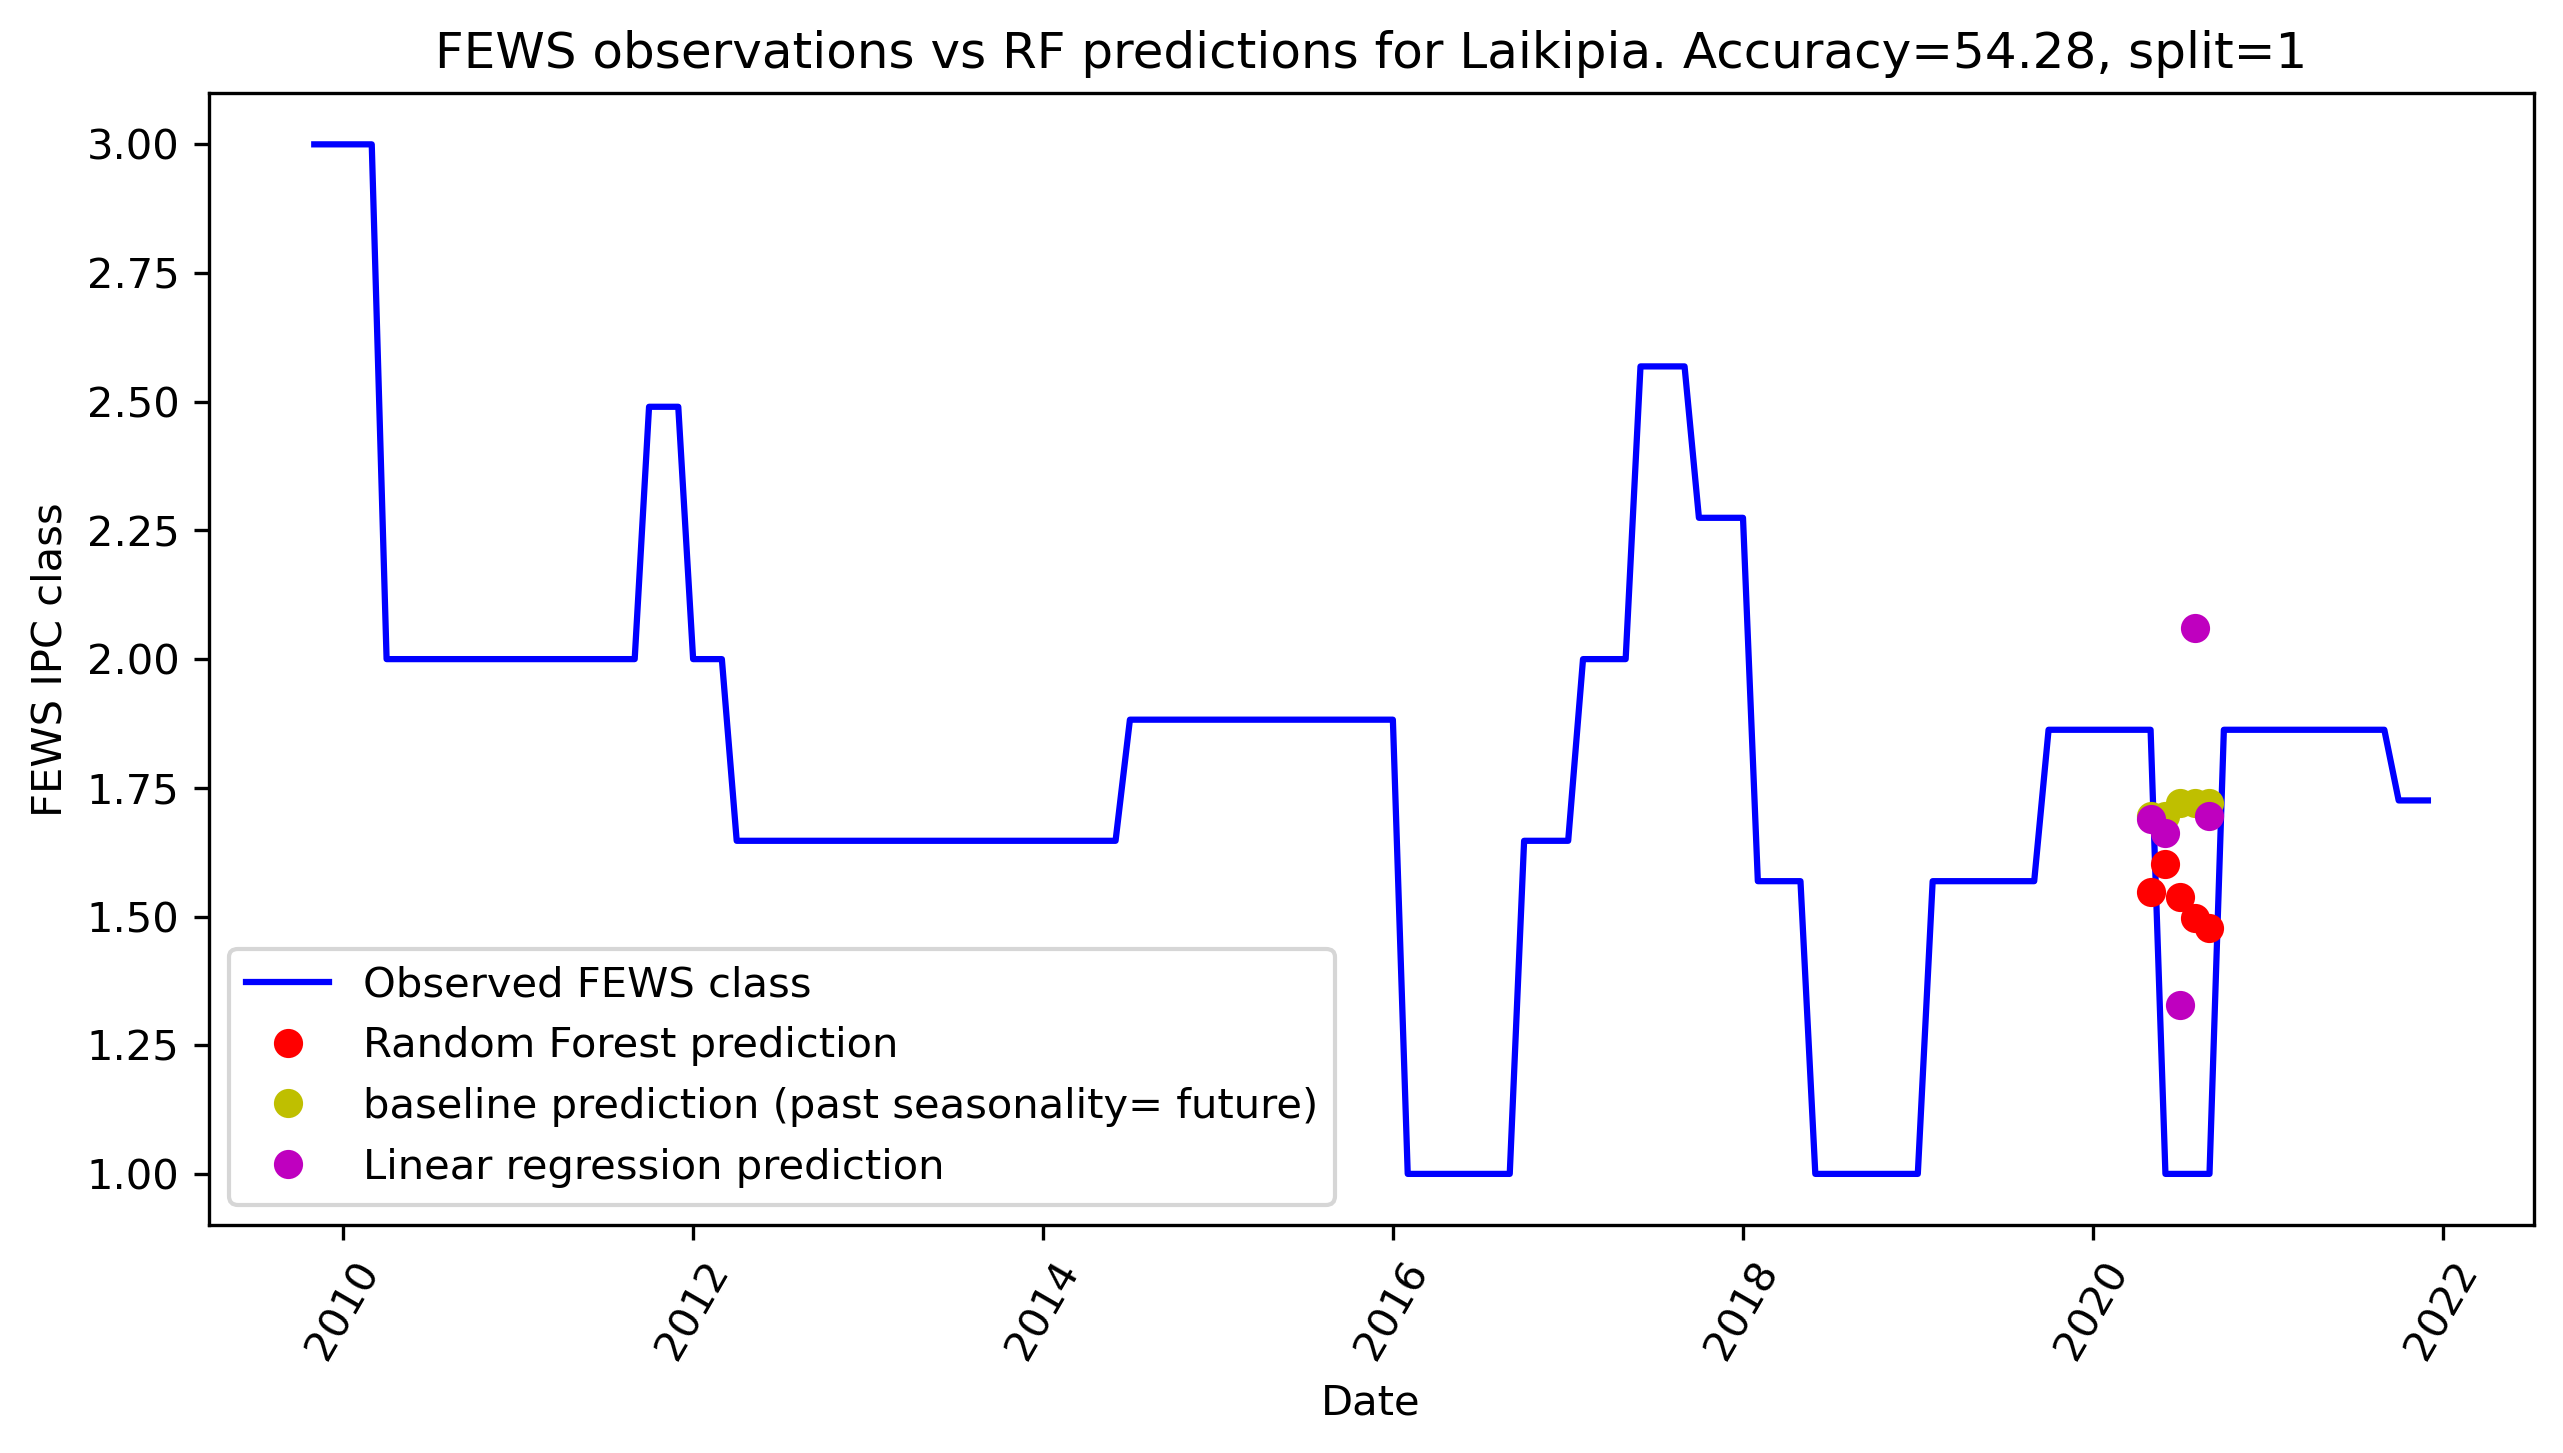 FEWS observations vs RF predictions for Laikipia. Accuracy=54.28, split=1
3.00
2.75
2.50
2.25
2.00
1.75
1.50
1.25
1.00
FEWS IPC class
Observed FEWS class
Random Forest prediction
baseline prediction (past seasonality= future)
Linear regression prediction
2010
2012
2014
2016
2018
2020
2022
Date